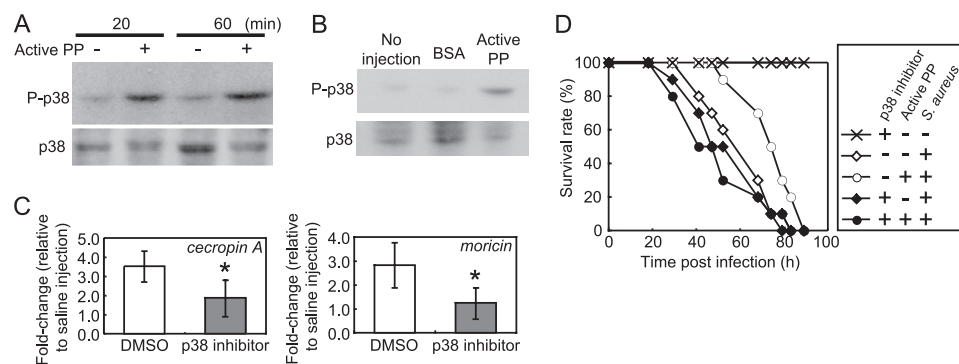 A
20 60 (min)
Active PP - + - +
P-p38
p38
B
No injection BSA Active PP
P-p38
p38
C
Fold-change (relative to saline injection)
5.0
4.0
3.0
2.0
1.0
0.0
cecropin A
*
DMSO p38 inhibitor
Fold-change (relative to saline injection)
4.0
3.0
2.0
1.0
0.0
moricin
*
DMSO p38 inhibitor
D
Survival rate (%)
100
80
60
40
20
0
0 20 40 60 80 100
Time post infection (h)
p38 inhibitor
Active PP
S. aureus
+ - -
- - +
- + +
+ - +
+ + +